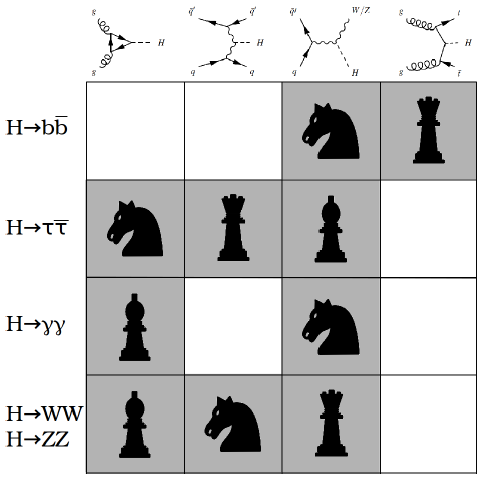 g q' q' q̄' W/Z g t
H H H
g q q q H g t̄
H→bb̄
H→ττ̄
H→γγ
H→WW
H→ZZ